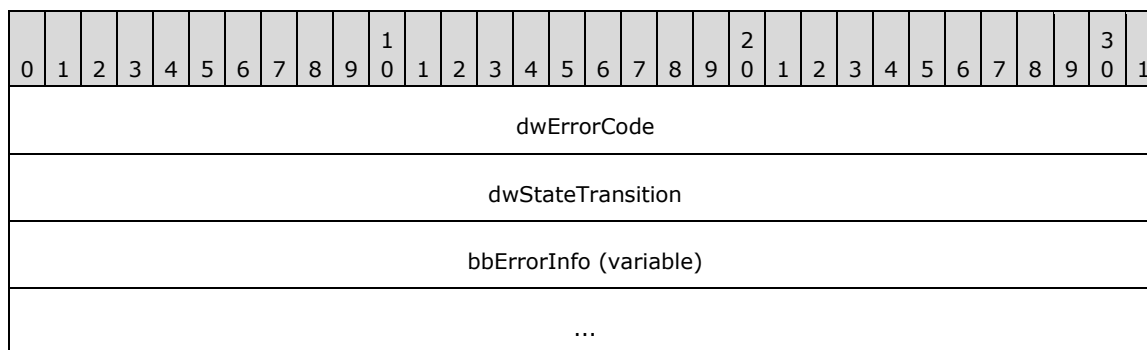 1 2 3
0 1 2 3 4 5 6 7 8 9 0 1 2 3 4 5 6 7 8 9 0 1 2 3 4 5 6 7 8 9 0 1
dwErrorCode
dwStateTransition
bbErrorInfo (variable)
...